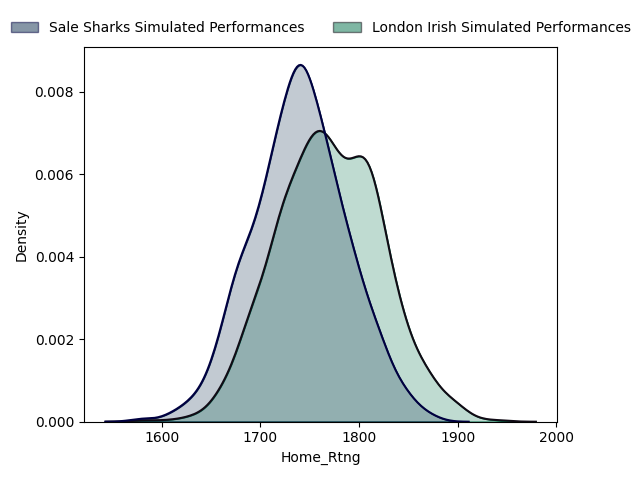 Sale Sharks Simulated Performances London Irish Simulated Performances
0.008
0.006
0.004
0.002
0.000
Density
1600 1700 1800 1900 2000
Home_Rtng